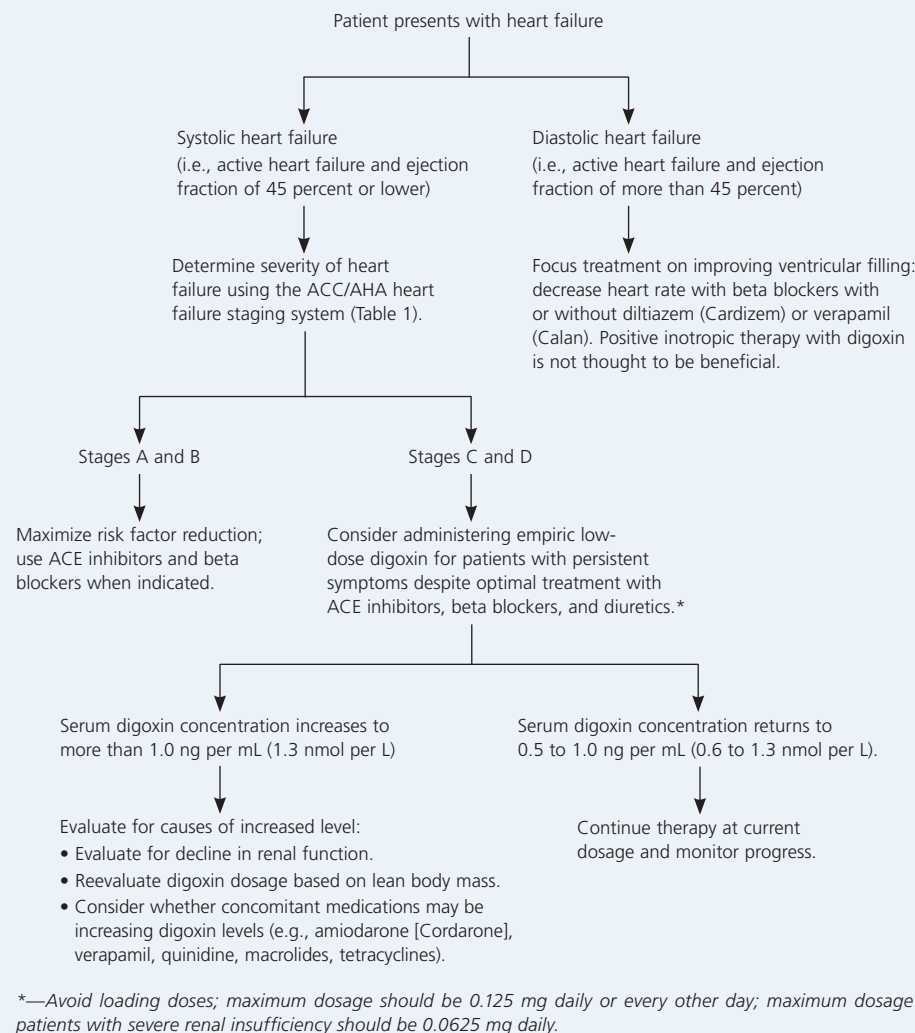 Patient presents with heart failure
Systolic heart failure
(i.e., active heart failure and ejection
fraction of 45 percent or lower)
Diastolic heart failure
(i.e., active heart failure and ejection
fraction of more than 45 percent)
Determine severity of heart
failure using the ACC/AHA heart
failure staging system (Table 1).
Focus treatment on improving ventricular filling:
decrease heart rate with beta blockers with
or without diltiazem (Cardizem) or verapamil
(Calan). Positive inotropic therapy with digoxin
is not thought to be beneficial.
Stages A and B
Stages C and D
Maximize risk factor reduction;
use ACE inhibitors and beta
blockers when indicated.
Consider administering empiric low-
dose digoxin for patients with persistent
symptoms despite optimal treatment with
ACE inhibitors, beta blockers, and diuretics.*
Serum digoxin concentration increases to
more than 1.0 ng per mL (1.3 nmol per L)
Serum digoxin concentration returns to
0.5 to 1.0 ng per mL (0.6 to 1.3 nmol per L).
Evaluate for causes of increased level:
• Evaluate for decline in renal function.
• Reevaluate digoxin dosage based on lean body mass.
• Consider whether concomitant medications may be
increasing digoxin levels (e.g., amiodarone [Cordarone],
verapamil, quinidine, macrolides, tetracyclines).
Continue therapy at current
dosage and monitor progress.
*—Avoid loading doses; maximum dosage should be 0.125 mg daily or every other day; maximum dosage
patients with severe renal insufficiency should be 0.0625 mg daily.